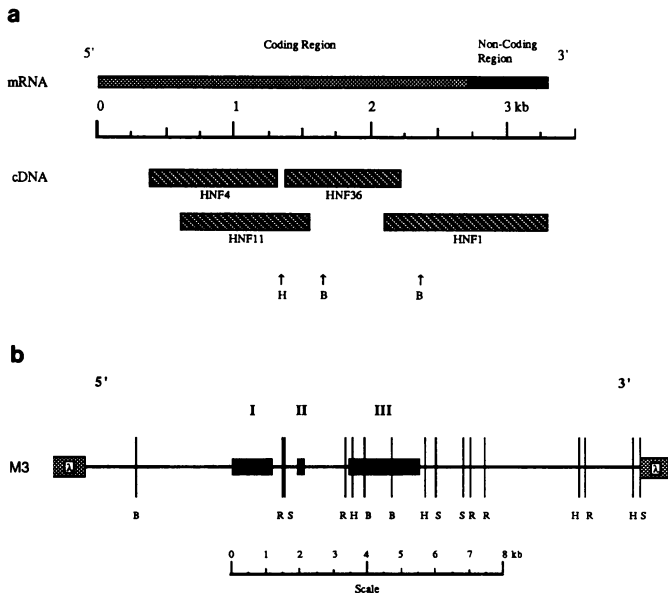 a
5'
Coding Region
Non-Coding
Region
3'
mRNA
0 1 2 3 kb
cDNA
HNF4 HNF36
HNF11 HNF1
↑ ↑ ↑
H B B
b
5' 3'
I II III
M3
λ λ
B R S R H B B H S S R R H R H S
0 1 2 3 4 5 6 7 8 kb
Scale